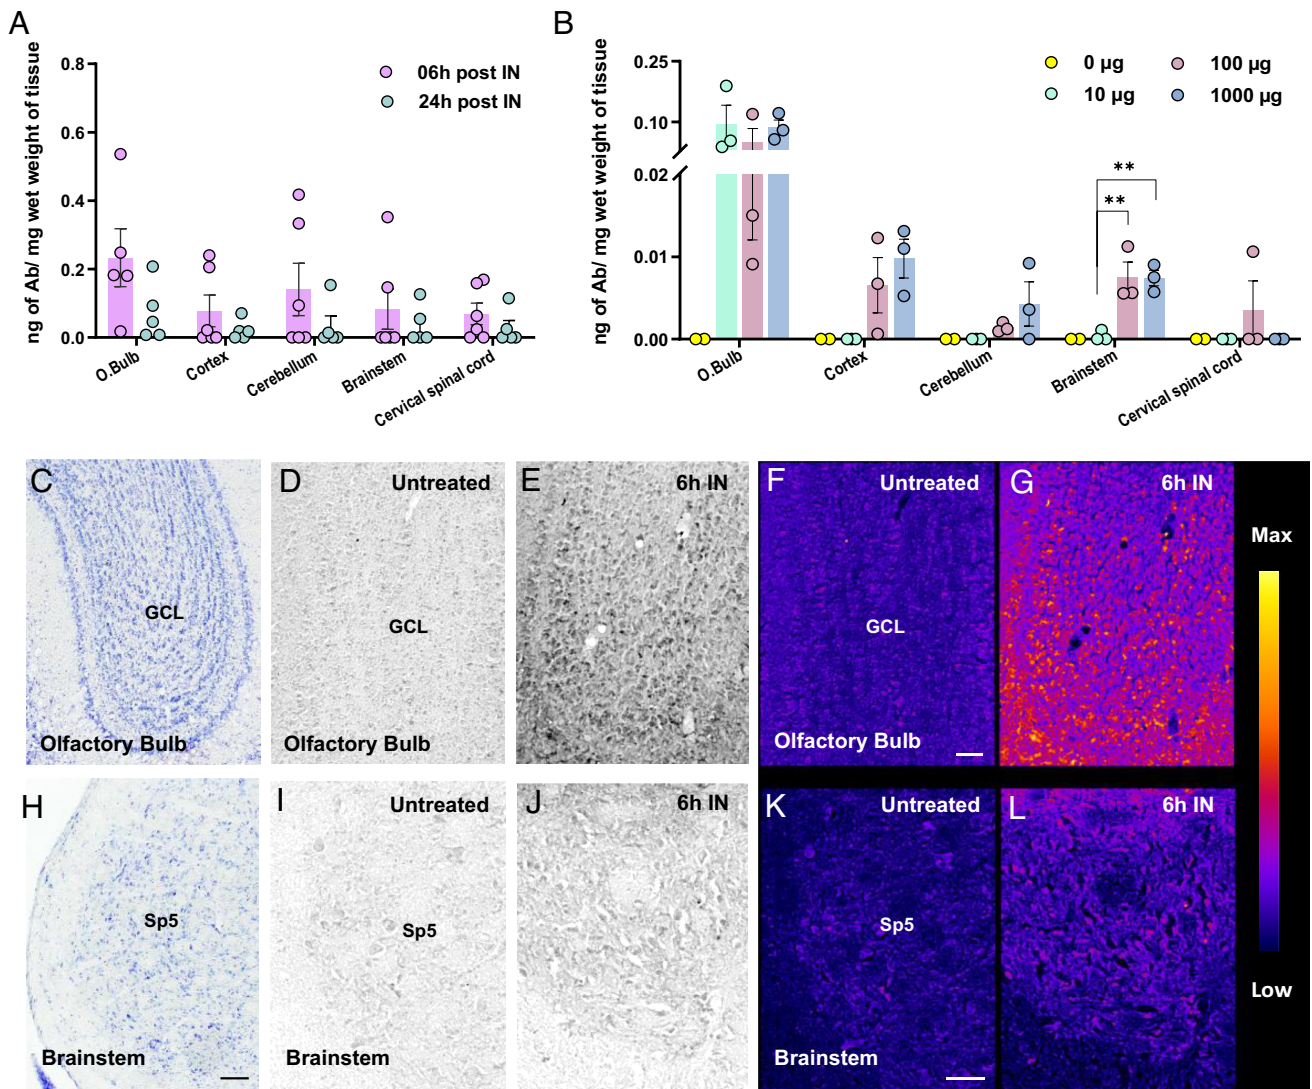 A
ng of Ab/ mg wet weight of tissue
0.8
0.6
0.4
0.2
0.0
06h post IN
24h post IN
O.Bulb
Cortex
Cerebellum
Brainstem
Cervical spinal cord
B
ng of Ab/ mg wet weight of tissue
0.25
0.10
0.02
0.01
0.00
0 µg
10 µg
100 µg
1000 µg
**
**
O.Bulb
Cortex
Cerebellum
Brainstem
Cervical spinal cord
C
GCL
Olfactory Bulb
D
Untreated
GCL
Olfactory Bulb
E
6h IN
F
Untreated
GCL
Olfactory Bulb
G
6h IN
Max
Low
H
Sp5
Brainstem
I
Untreated
Sp5
Brainstem
J
6h IN
K
Untreated
Sp5
Brainstem
L
6h IN